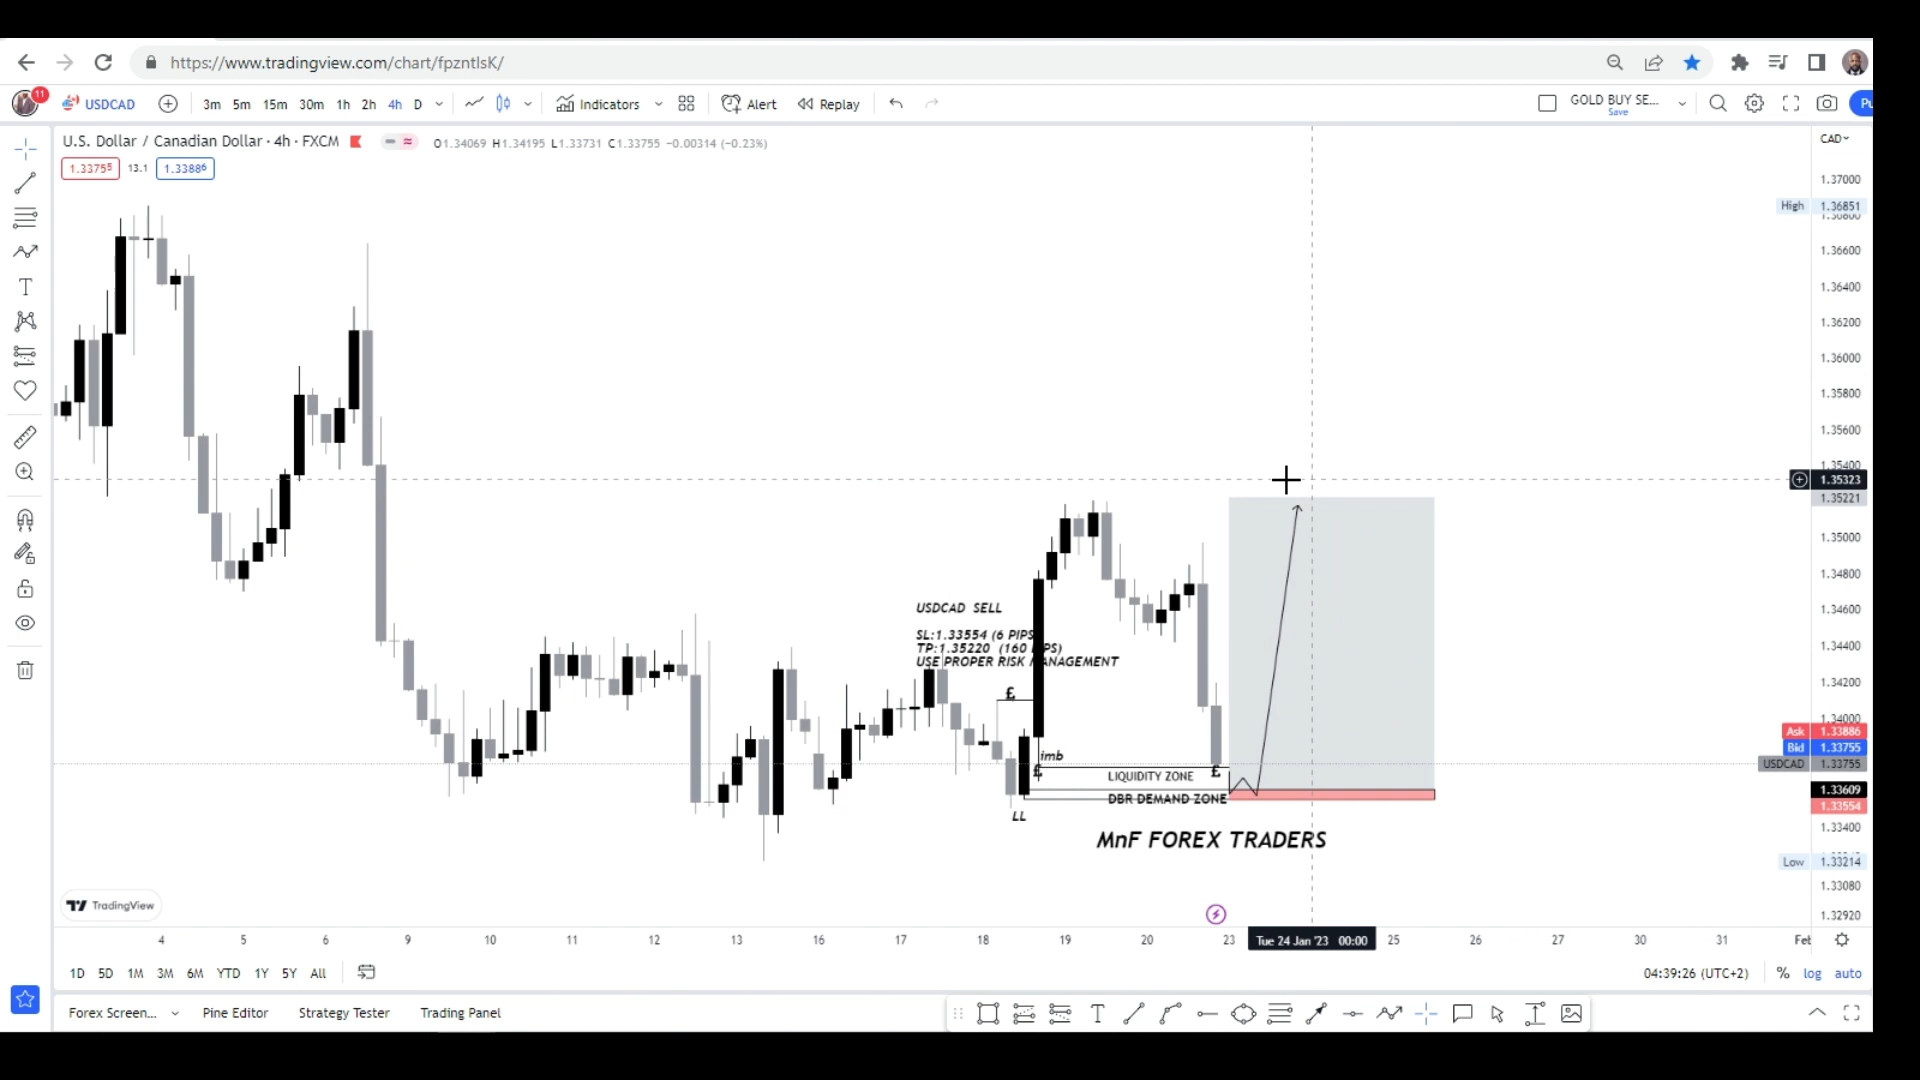 https://www.tradingview.com/chart/fpzntlsK/
11
USDCAD
3m 5m 15m 30m 1h 2h 4h D
Indicators
Alert
Replay
GOLD BUY SE...
Save
U.S. Dollar / Canadian Dollar · 4h · FXCM
O1.34069 H1.34195 L1.33731 C1.33755 −0.00314 (−0.23%)
1.33755 13.1 1.33886
CAD
1.37000
High 1.36851
1.36600
1.36400
1.36200
1.36000
1.35800
1.35600
1.35400
1.35323
1.35221
1.35000
1.34800
1.34600
1.34400
1.34200
1.34000
Ask 1.33886
Bid 1.33755
USDCAD 1.33755
1.33609
1.33554
1.33400
Low 1.33214
1.33080
1.32920
USDCAD SELL
SL:1.33554 (6 PIPS
TP:1.35220 (160 PS)
USE PROPER RISK ANAGEMENT
£
imb
£
£
LIQUIDITY ZONE
DBR DEMAND ZONE
LL
MnF FOREX TRADERS
TradingView
4 5 6 9 10 11 12 13 16 17 18 19 20 23 Tue 24 Jan '23 00:00 25 26 27 30 31 Feb
1D 5D 1M 3M 6M YTD 1Y 5Y All
04:39:26 (UTC+2) % log auto
Forex Screen... Pine Editor Strategy Tester Trading Panel